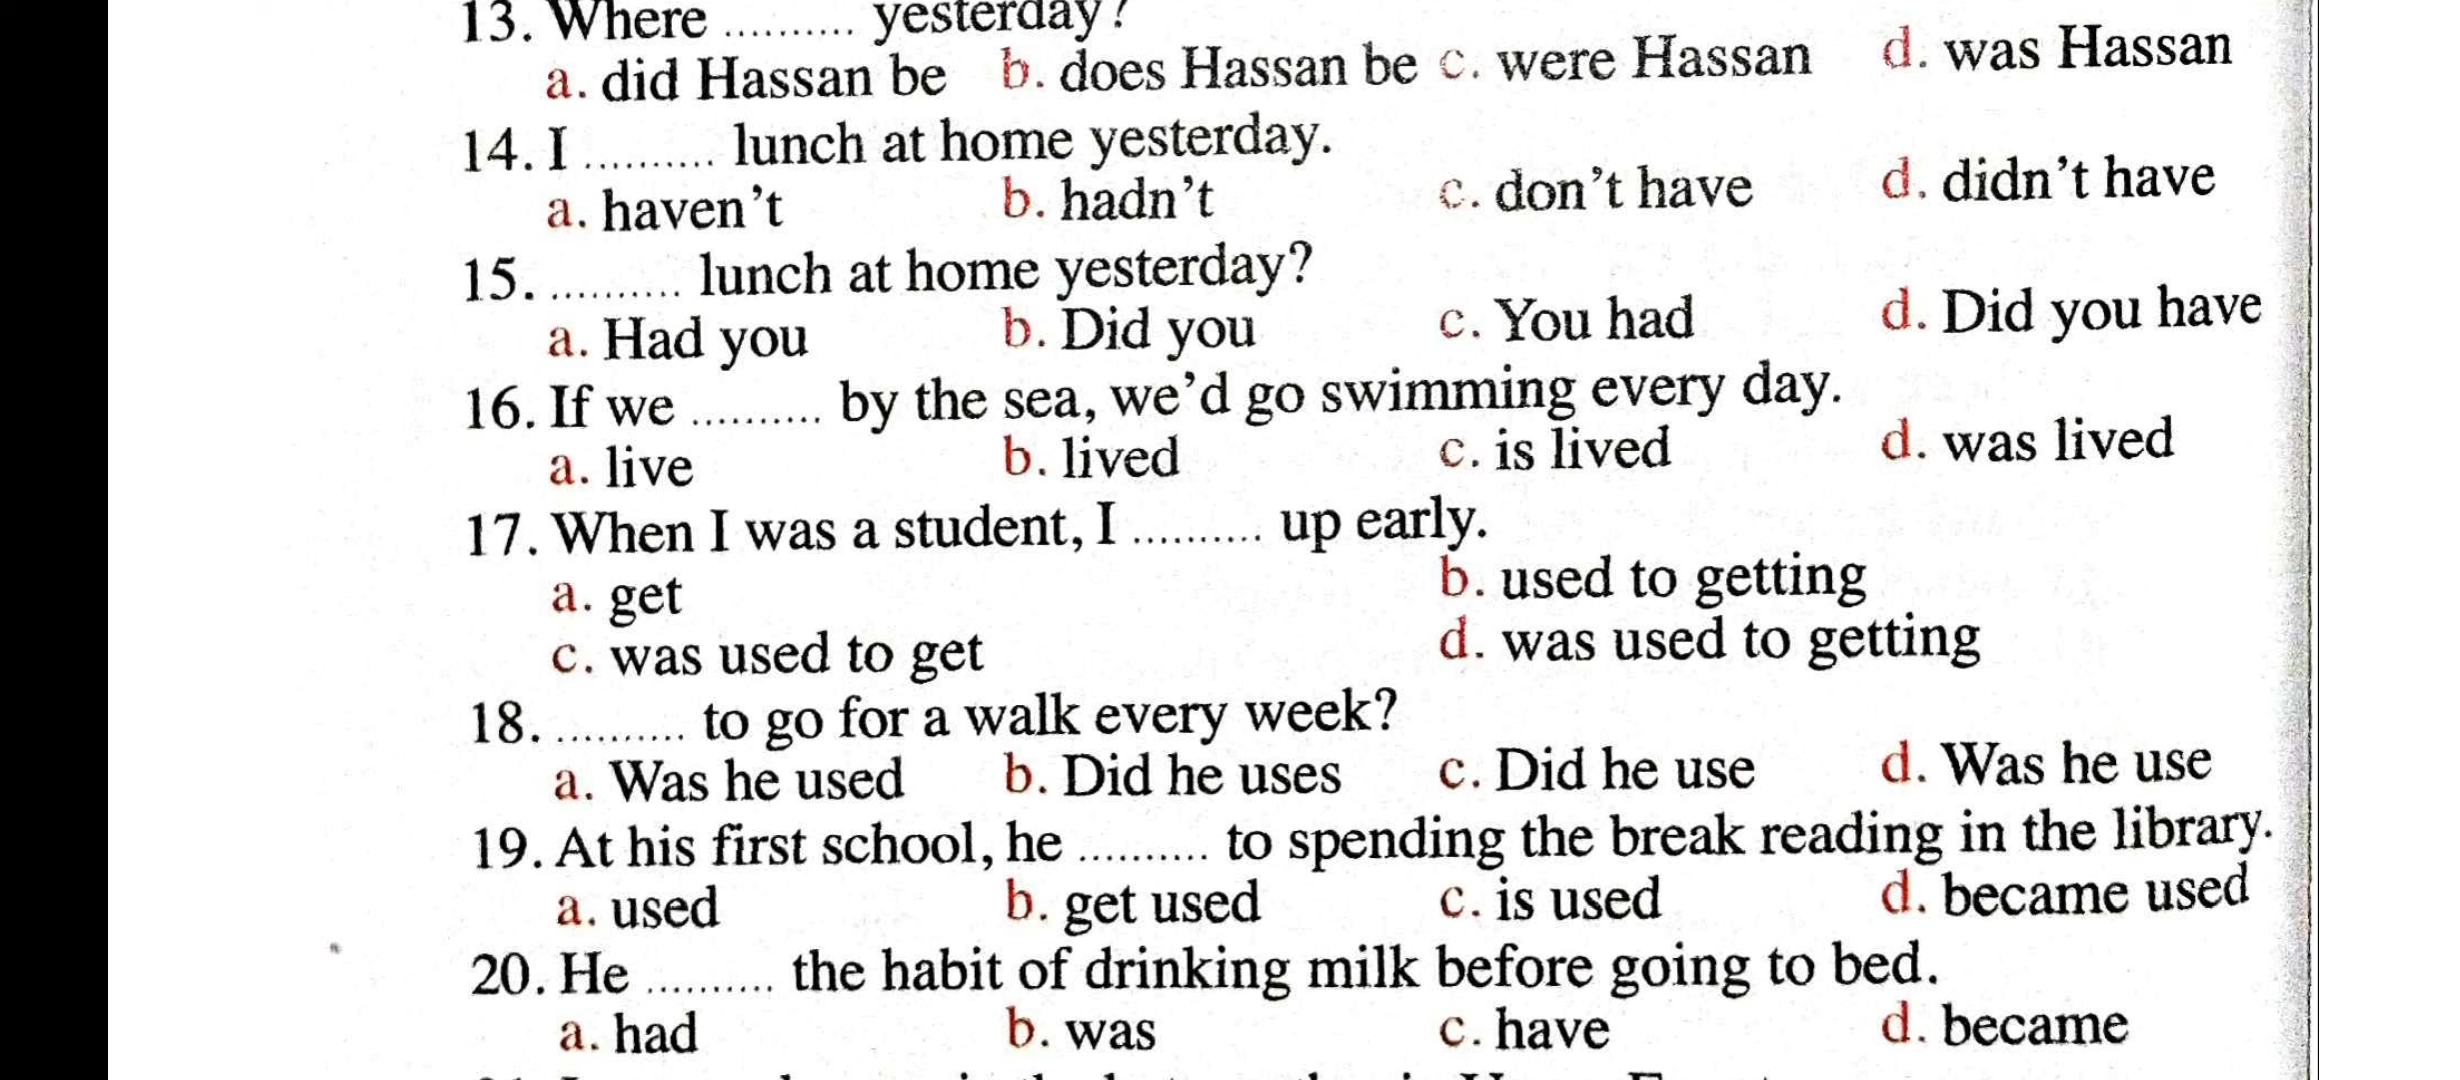 13. Where .......... yesterday?
a. did Hassan be b. does Hassan be c. were Hassan d. was Hassan
14. I .......... lunch at home yesterday.
a. haven’t b. hadn’t c. don’t have d. didn’t have
15. .......... lunch at home yesterday?
a. Had you b. Did you c. You had d. Did you have
16. If we .......... by the sea, we’d go swimming every day.
a. live b. lived c. is lived d. was lived
17. When I was a student, I .......... up early.
a. get b. used to getting
c. was used to get d. was used to getting
18. .......... to go for a walk every week?
a. Was he used b. Did he uses c. Did he use d. Was he use
19. At his first school, he .......... to spending the break reading in the library.
a. used b. get used c. is used d. became used
20. He .......... the habit of drinking milk before going to bed.
a. had b. was c. have d. became